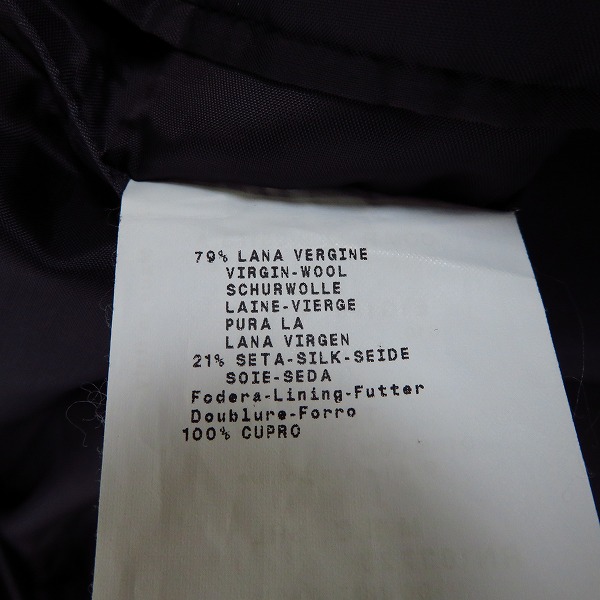 79% LANA VERGINE
VIRGIN-WOOL
SCHURWOLLE
LAINE-VIERGE
PURA LA
LANA VIRGEN
21% SETA-SILK-SEIDE
SOIE-SEDA
Fodera-Lining-Futter
Doublure-Forro
100% CUPRO